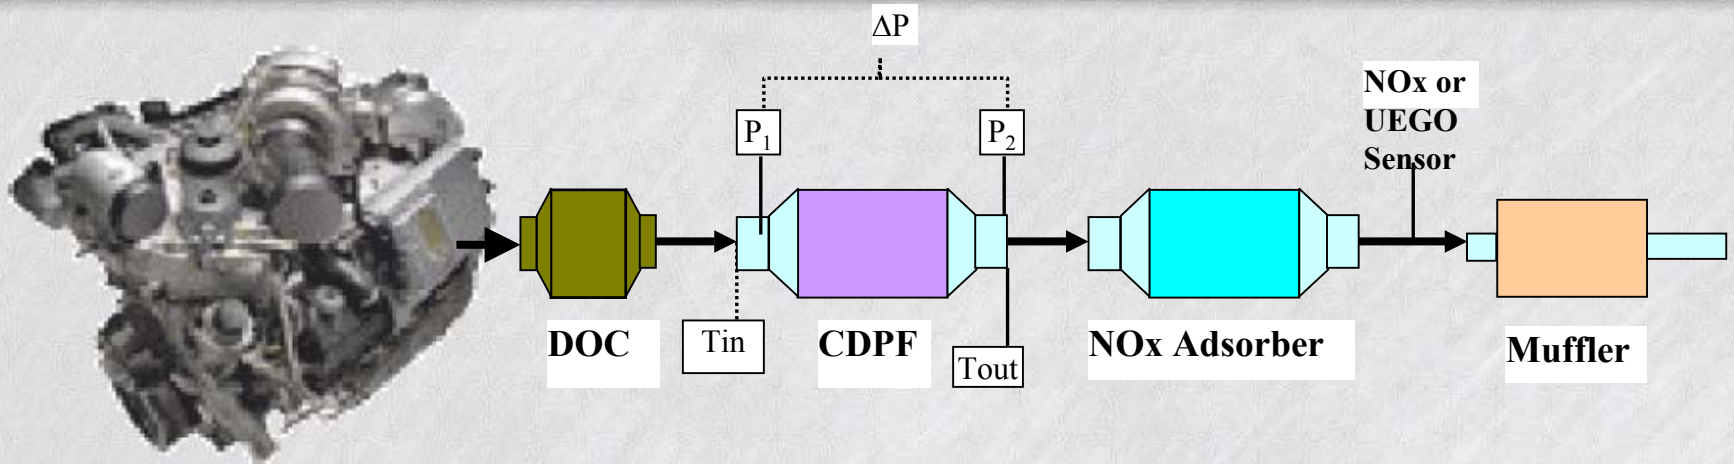 ΔP
P₁
P₂
NOx or
UEGO
Sensor
Tin
Tout
DOC
CDPF
NOx Adsorber
Muffler